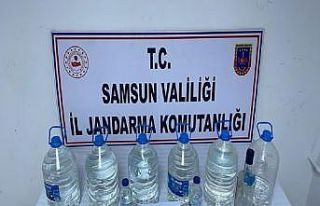 T.C.
SAMSUN VALİLİĞİ
İL JANDARMA KOMUTANLIĞI